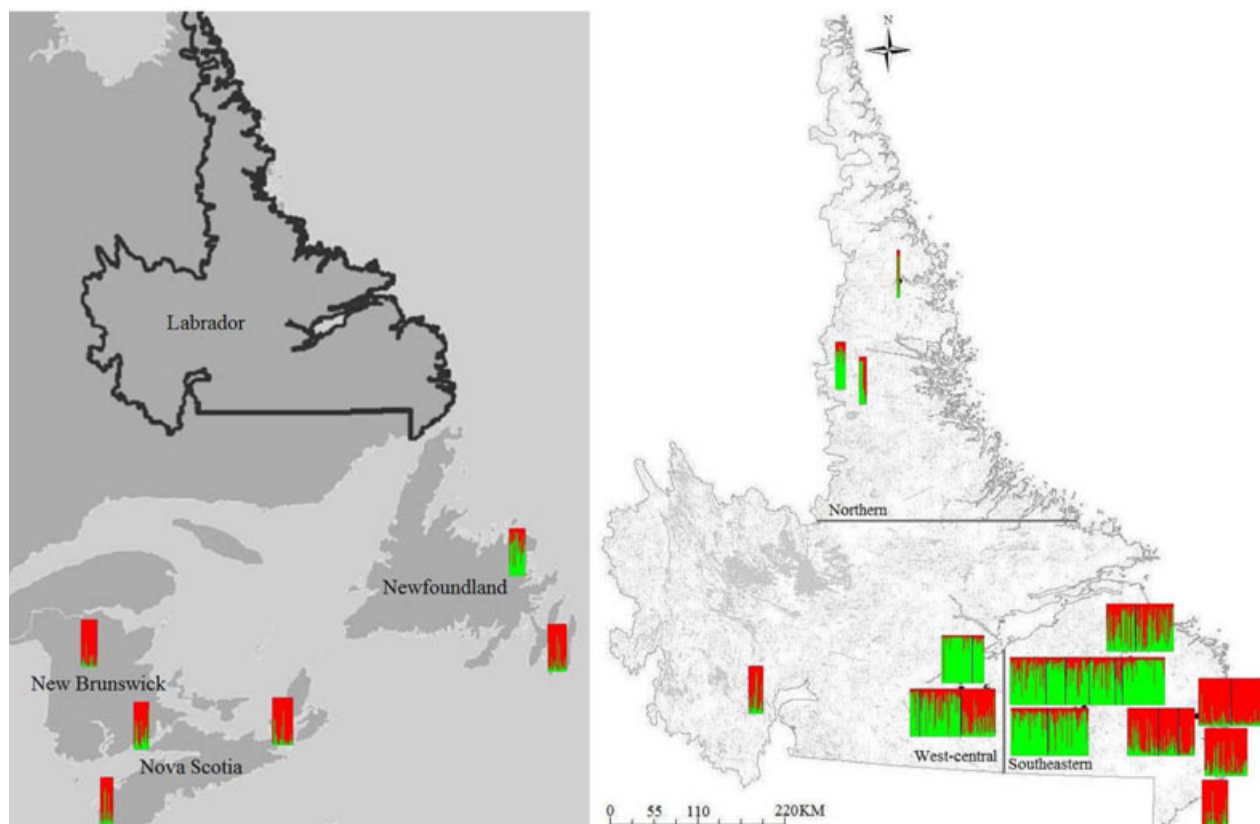 Labrador
Newfoundland
New Brunswick
Nova Scotia
N
Northern
West-central
Southeastern
0 55 110 220KM